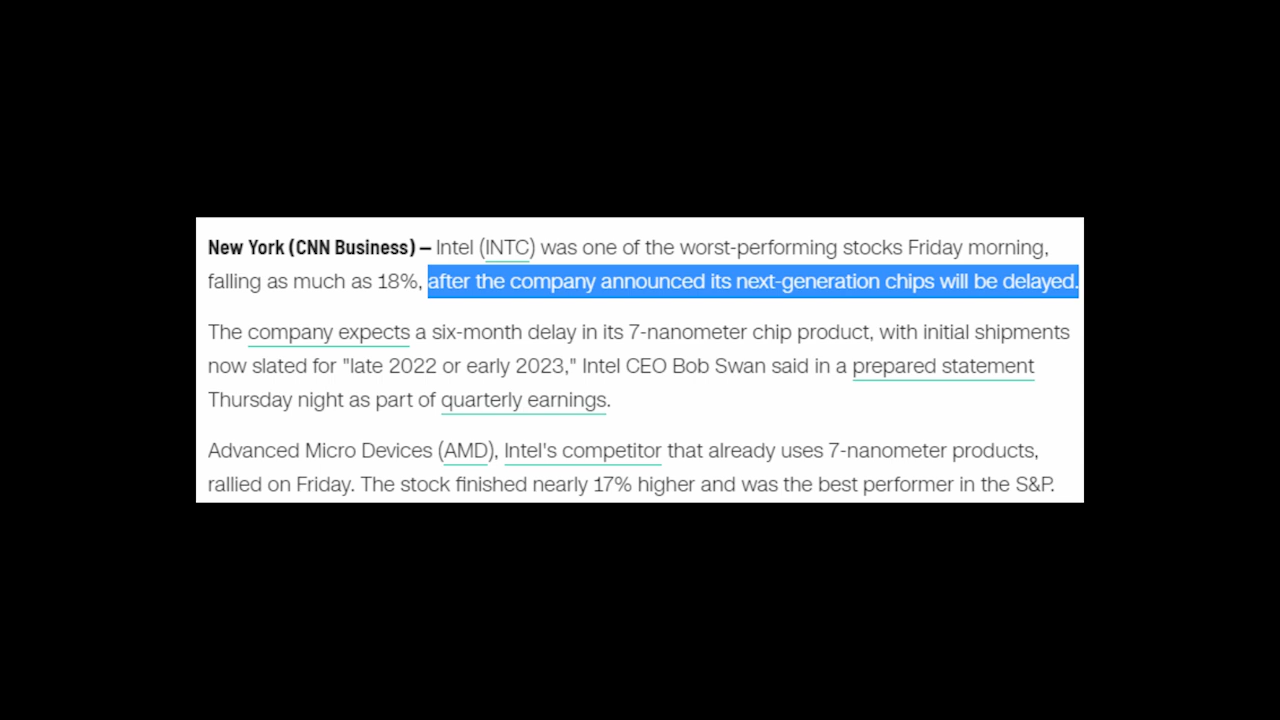 New York (CNN Business) — Intel (INTC) was one of the worst-performing stocks Friday morning,
falling as much as 18%, after the company announced its next-generation chips will be delayed.
The company expects a six-month delay in its 7-nanometer chip product, with initial shipments
now slated for "late 2022 or early 2023," Intel CEO Bob Swan said in a prepared statement
Thursday night as part of quarterly earnings.
Advanced Micro Devices (AMD), Intel's competitor that already uses 7-nanometer products,
rallied on Friday. The stock finished nearly 17% higher and was the best performer in the S&P.